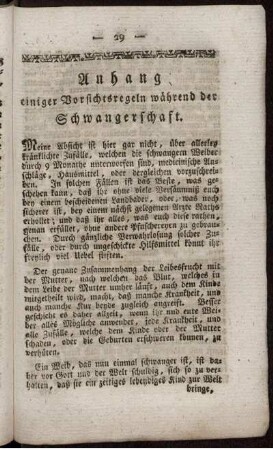 — 29 —
Anhang
einiger Vorsichtsregeln während der
Schwangerschaft.
Meine Absicht ist hier gar nicht, über allerley
kränklichte Zufälle, welchen die schwangern Weiber
durch 9 Monathe unterworfen sind, medicinische An-
schläge, Hausmittel, oder dergleichen vorzuschrei-
ben. In solchen Fällen ist das Beste, was ge-
schehen kann, daß ihr ohne viels Versäumniß euch
bey einem bescheidenen Landbader, oder, was noch
sicherer ist, bey einem nächst gelegenen Arzte Raths
erholtet; und daß ihr alles, was euch diese rathen,
genau erfüllet, ohne andre Pfuschereyen zu gebrau-
chen. Durch gänzliche Verwahrlosung solcher Zu-
fälle, oder durch ungeschickte Hilfsmittel könnt ihr
freylich viel Uebel stiften.
Der genaue Zusammenhang der Leibesfrucht mit
der Mutter, nach welchem das Blut, welches in
dem Leibe der Mutter umher läuft, auch dem Kinde
mitgetheilt wird, macht, daß manche Krankheit, und
auch manche Kur beyde zugleich angreift. Besser
geschieht es daher allzeit, wenn ihr und eure Wei-
ber alles Mögliche anwendet, jede Krankheit, und
alle Zufälle, welche dem Kinde oder der Mutter
schaden, oder die Geburten erschweren können, zu
verhüten.
Ein Weib, das nun einmal schwanger ist, ist da-
her vor Gott und der Welt schuldig, sich so zu ver-
halten, daß sie ein zeitiges lebendiges Kind zur Welt
bringe,